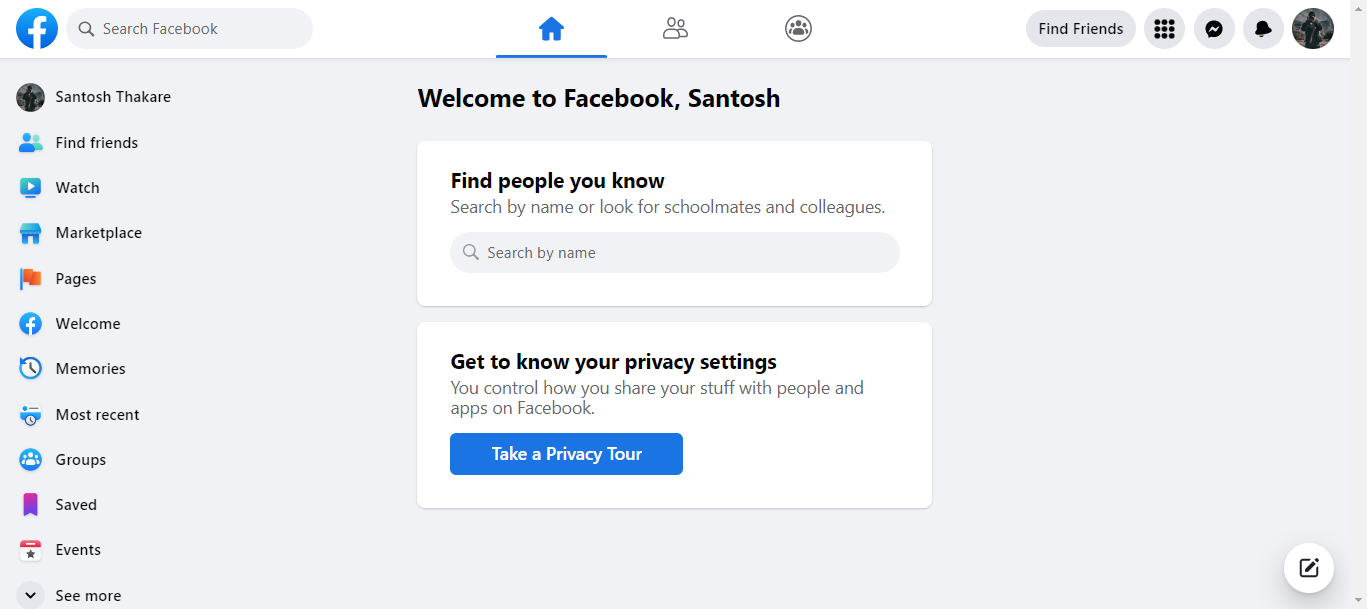 Search Facebook
Find Friends
Santosh Thakare
Find friends
Watch
Marketplace
Pages
Welcome
Memories
Most recent
Groups
Saved
Events
See more
Welcome to Facebook, Santosh
Find people you know
Search by name or look for schoolmates and colleagues.
Search by name
Get to know your privacy settings
You control how you share your stuff with people and
apps on Facebook.
Take a Privacy Tour